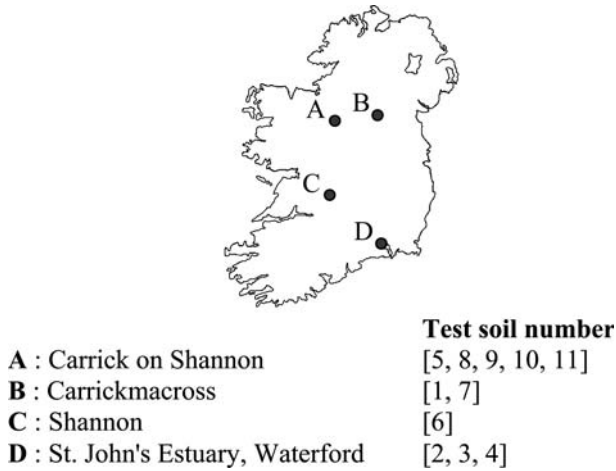 A
B
C
D
Test soil number
A : Carrick on Shannon [5, 8, 9, 10, 11]
B : Carrickmacross [1, 7]
C : Shannon [6]
D : St. John's Estuary, Waterford [2, 3, 4]